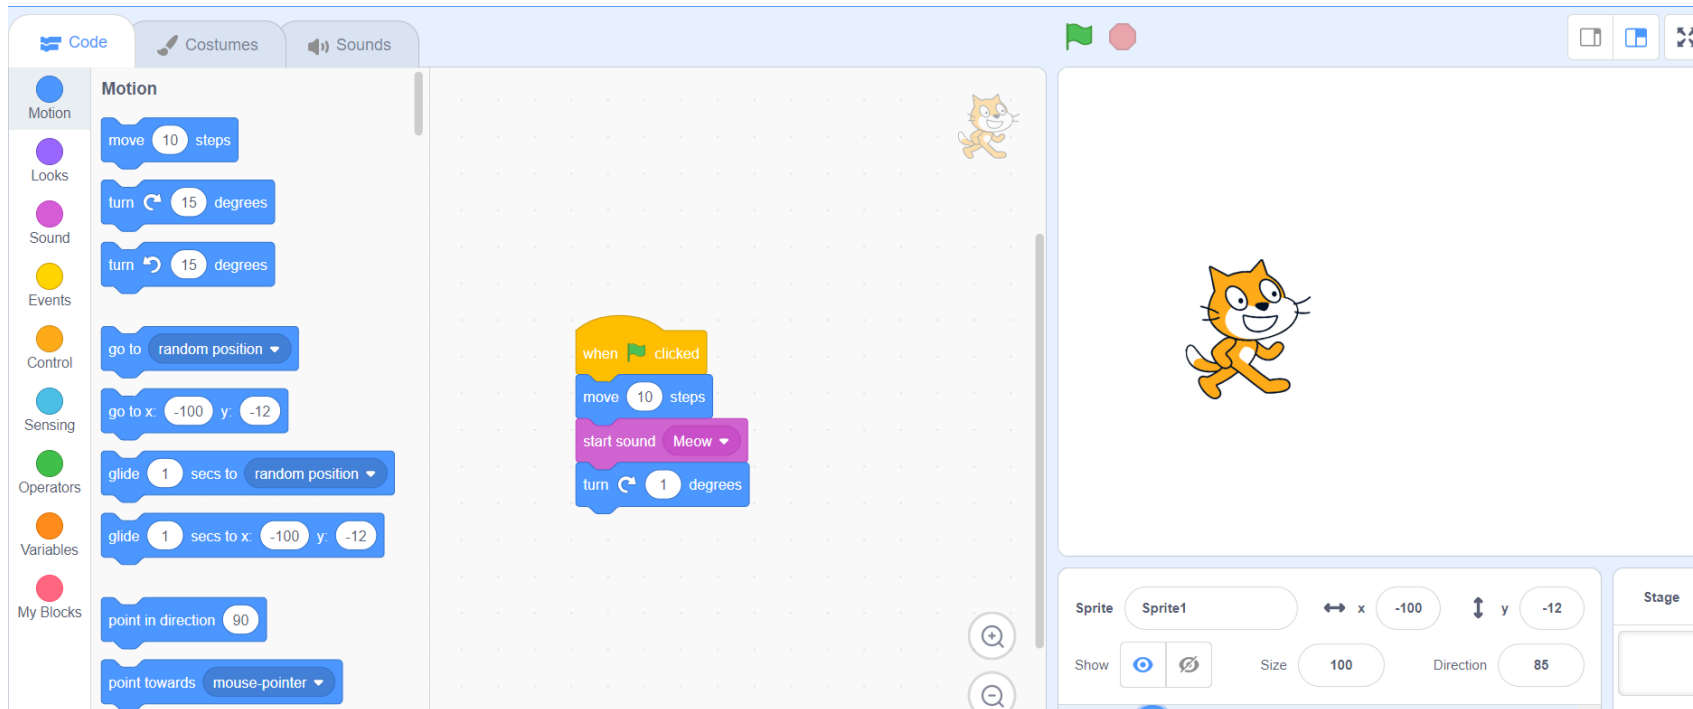 Code
Costumes
Sounds
Motion
Looks
Sound
Events
Control
Sensing
Operators
Variables
My Blocks
Motion
move 10 steps
turn 15 degrees
turn 15 degrees
go to random position
go to x: -100 y: -12
glide 1 secs to random position
glide 1 secs to x: -100 y: -12
point in direction 90
point towards mouse-pointer
when clicked
move 10 steps
start sound Meow
turn 1 degrees
Sprite Sprite1 x -100 y -12
Show Size 100 Direction 85
Stage